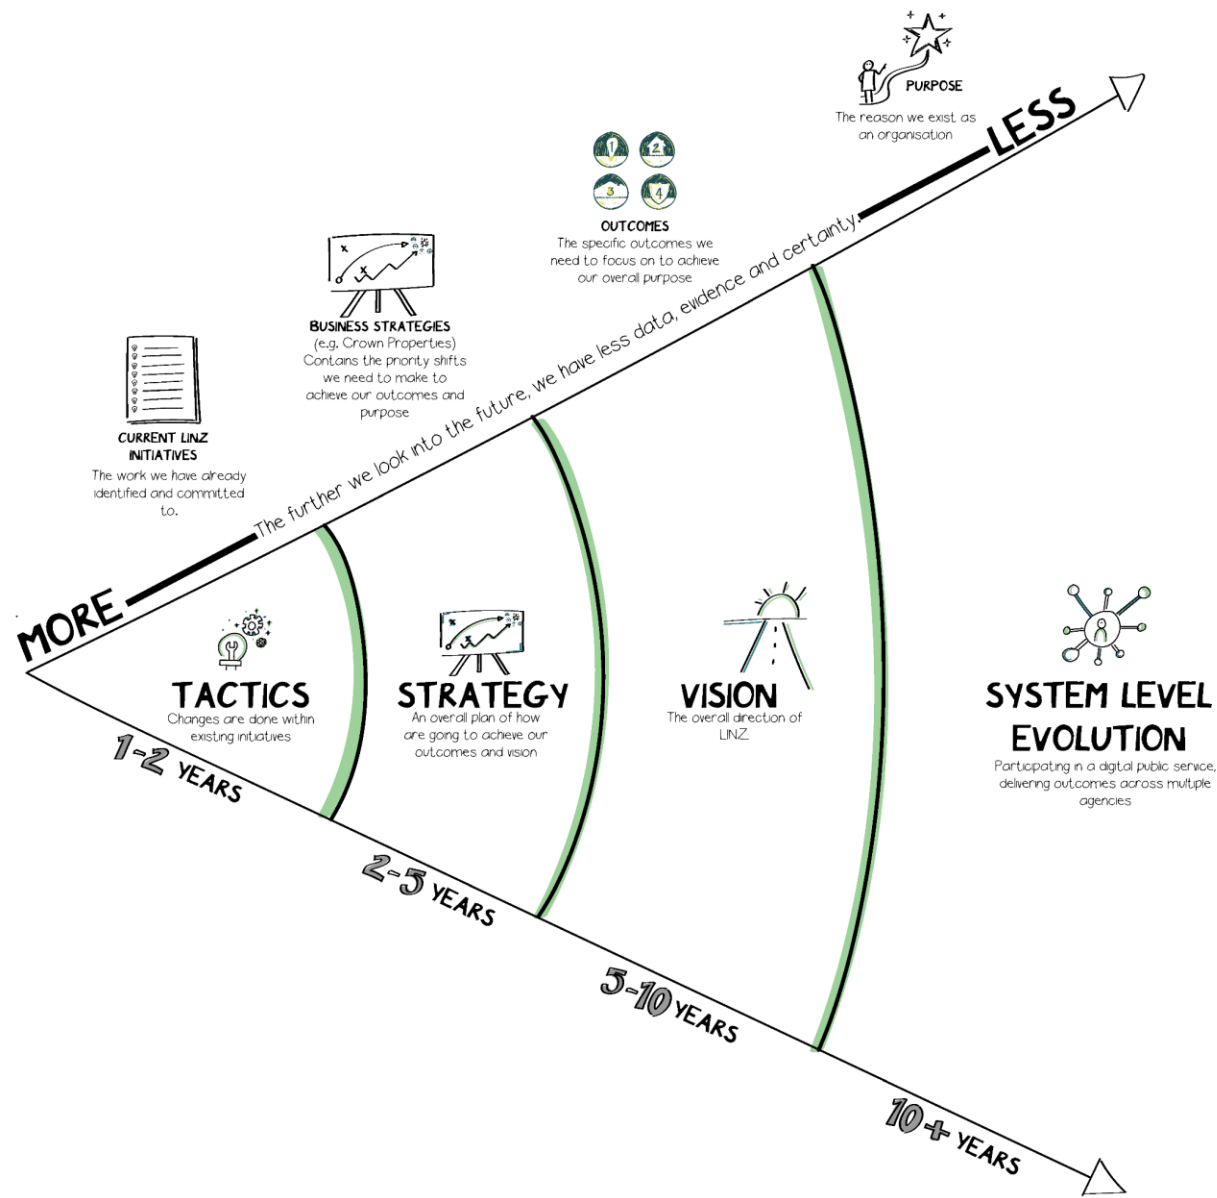 PURPOSE
The reason we exist as
an organisation
LESS
1
2
3
4
OUTCOMES
The specific outcomes we
need to focus on to achieve
our overall purpose
BUSINESS STRATEGIES
(e.g. Crown Properties)
Contains the priority shifts
we need to make to
achieve our outcomes and
purpose
CURRENT LINZ
INITIATIVES
The work we have already
identified and committed
to.
The further we look into the future, we have less data, evidence and certainty.
MORE
TACTICS
Changes are done within
existing initiatives
STRATEGY
An overall plan of how
are going to achieve our
outcomes and vision
VISION
The overall direction of
LINZ
SYSTEM LEVEL
EVOLUTION
Participating in a digital public service,
delivering outcomes across multiple
agencies
1-2 YEARS
2-5 YEARS
5-10 YEARS
10+ YEARS